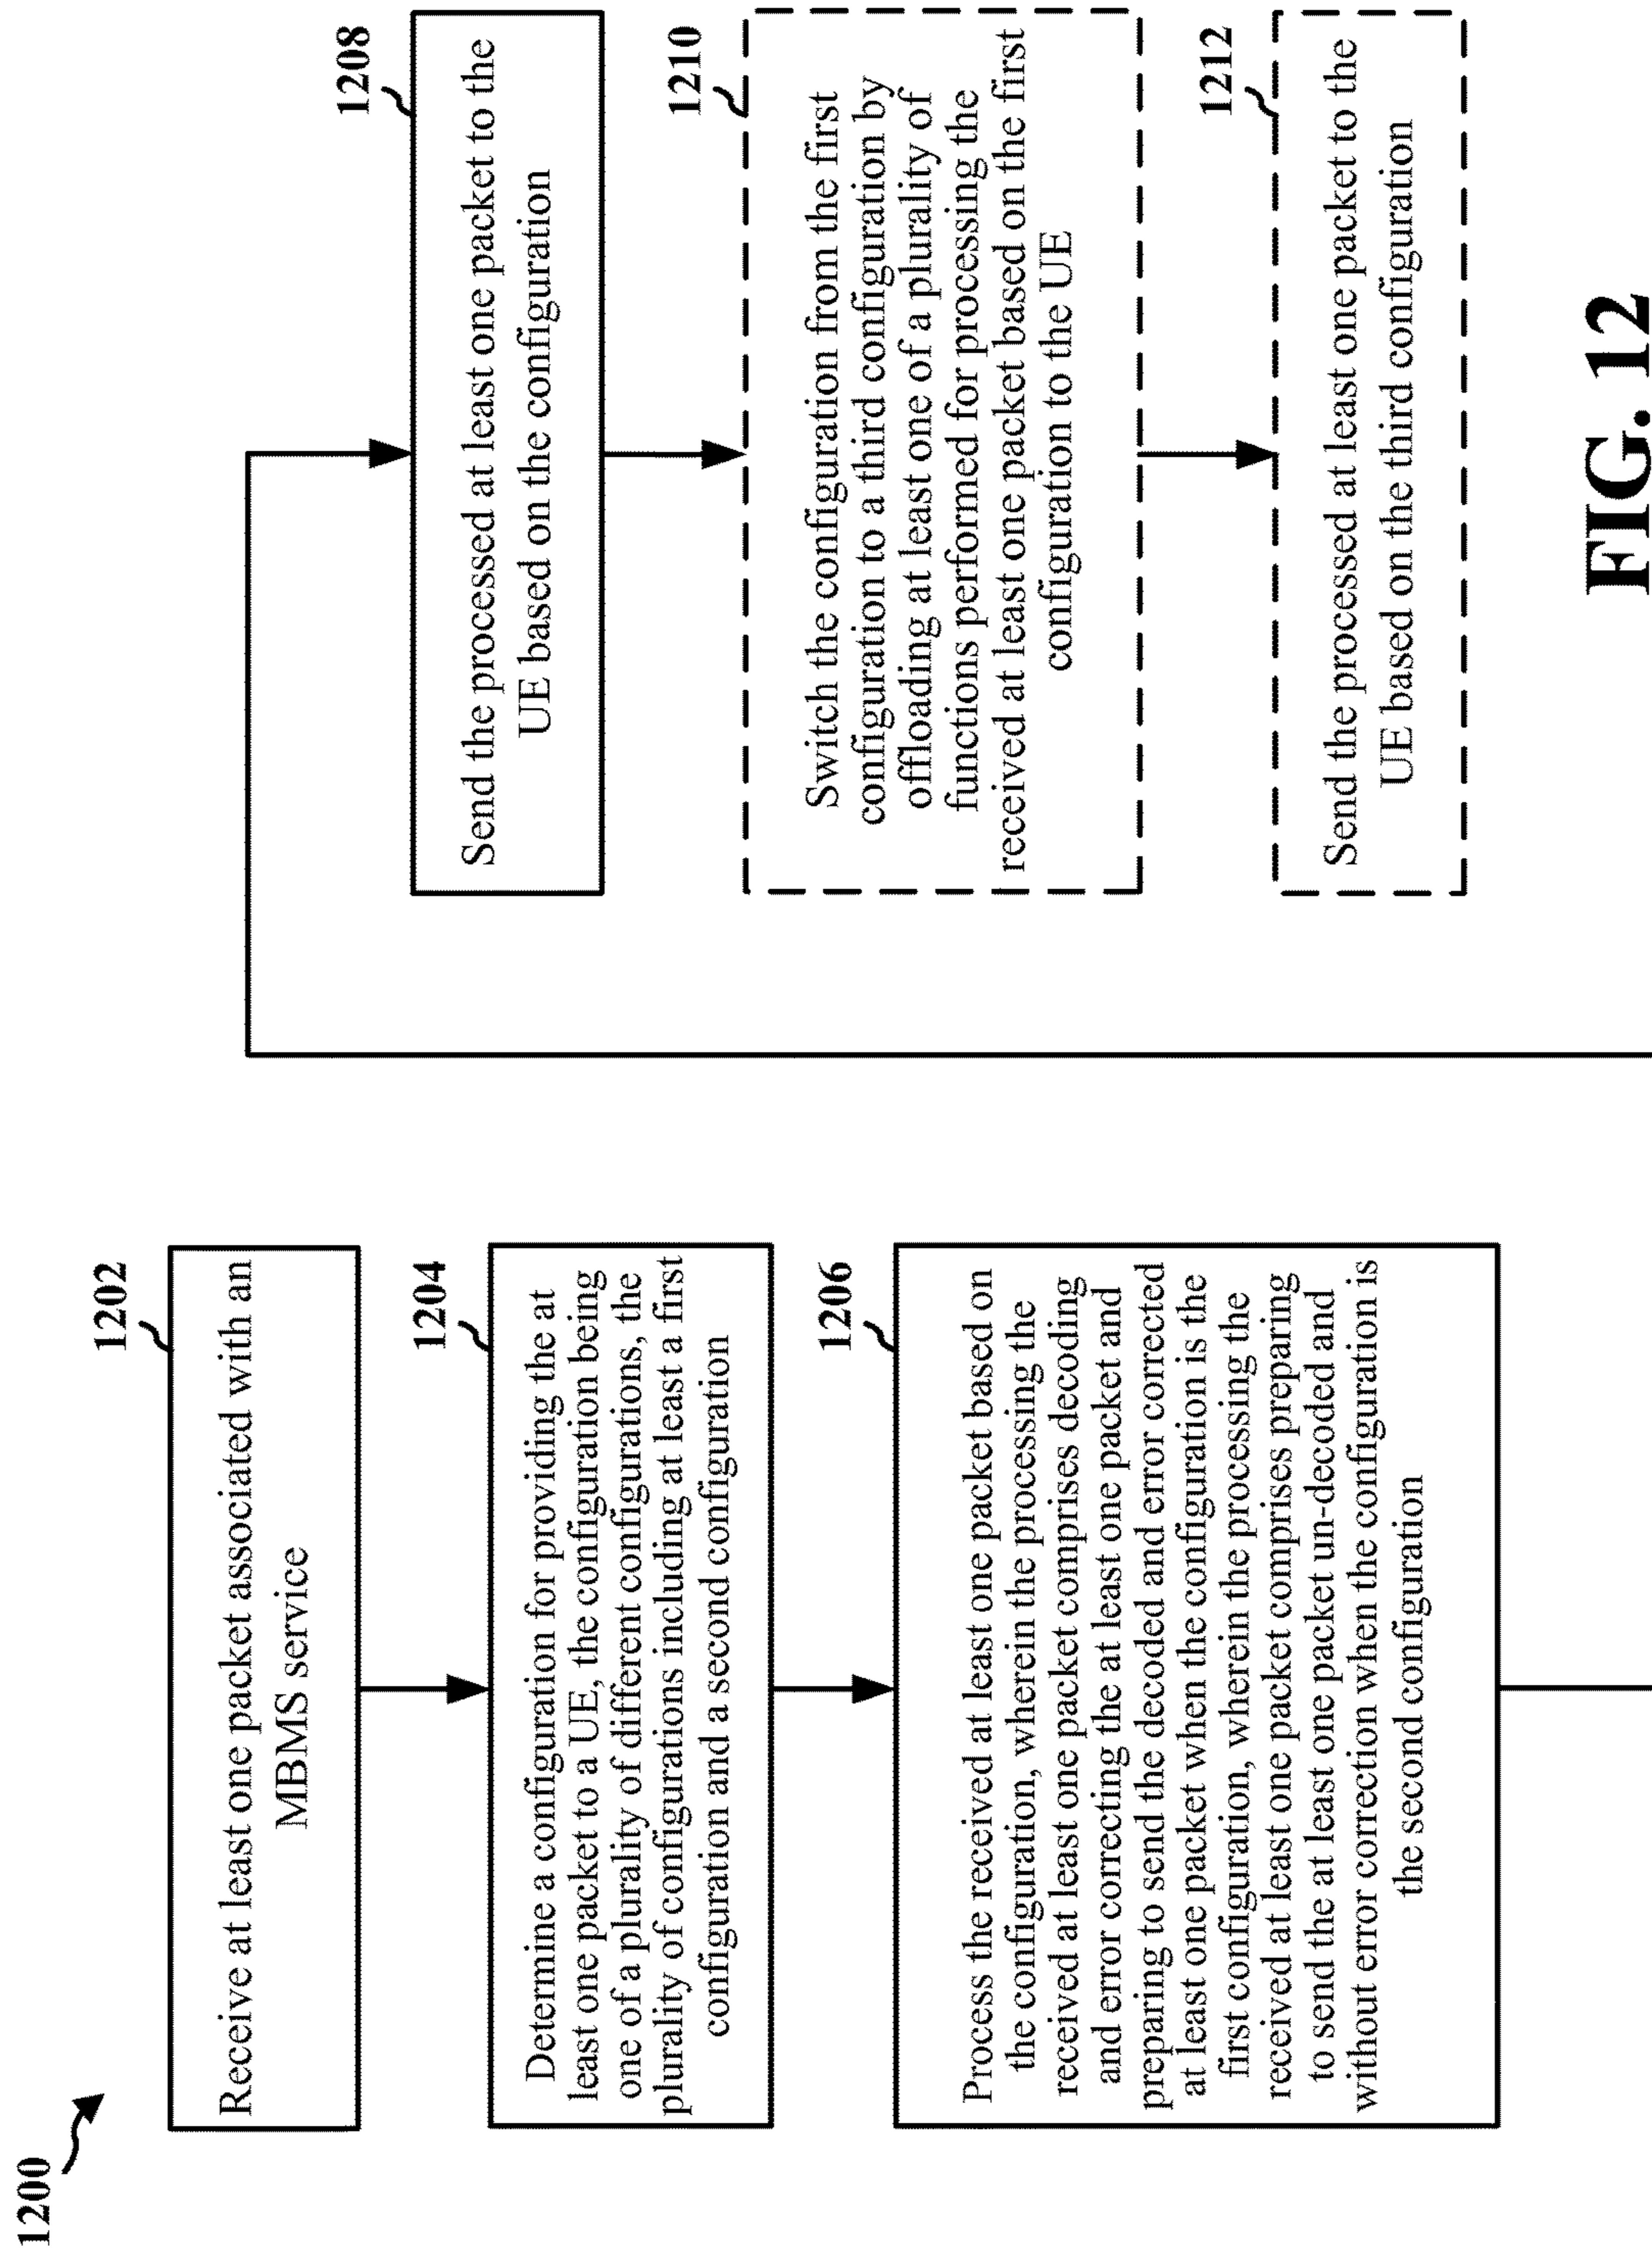 1200
1202
Receive at least one packet associated with an
MBMS service
1204
Determine a configuration for providing the at
least one packet to a UE, the configuration being
one of a plurality of different configurations, the
plurality of configurations including at least a first
configuration and a second configuration
1206
Process the received at least one packet based on
the configuration, wherein the processing the
received at least one packet comprises decoding
and error correcting the at least one packet and
preparing to send the decoded and error corrected
at least one packet when the configuration is the
first configuration, wherein the processing the
received at least one packet comprises preparing
to send the at least one packet un-decoded and
without error correction when the configuration is
the second configuration
1208
Send the processed at least one packet to the
UE based on the configuration
1210
Switch the configuration from the first
configuration to a third configuration by
offloading at least one of a plurality of
functions performed for processing the
received at least one packet based on the first
configuration to the UE
1212
Send the processed at least one packet to the
UE based on the third configuration
FIG. 12